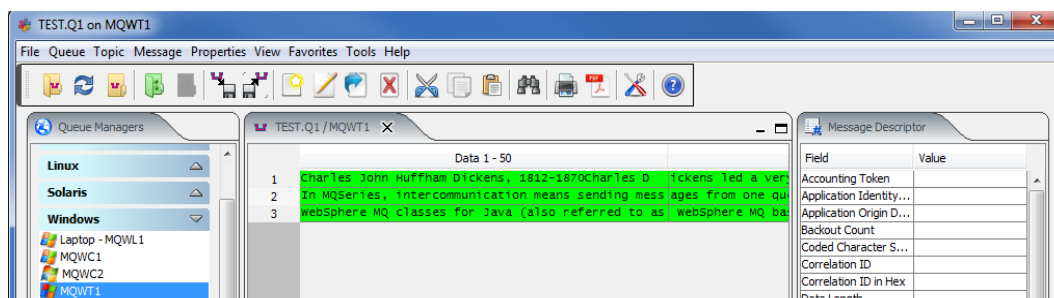 TEST.Q1 on MQWT1
File Queue Topic Message Properties View Favorites Tools Help
PDF
Queue Managers
TEST.Q1 / MQWT1
Message Descriptor
Linux
Solaris
Windows
Laptop - MQWL1
MQWC1
MQWC2
MQWT1
Data 1 - 50
1 Charles John Huffham Dickens, 1812-1870Charles D ickens led a very
2 In MQSeries, intercommunication means sending mess ages from one qu
3 WebSphere MQ classes for Java (also referred to as WebSphere MQ ba
Field Value
Accounting Token
Application Identity...
Application Origin D...
Backout Count
Coded Character S...
Correlation ID
Correlation ID in Hex
Data Length